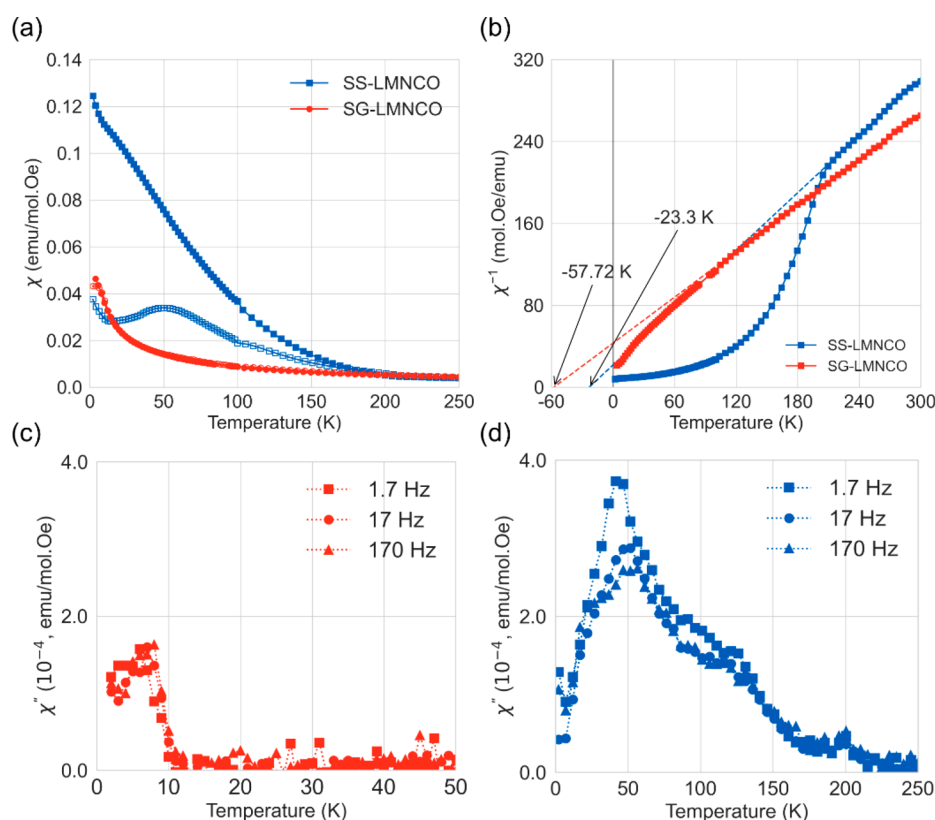 (a)
0.14
0.12
0.1
0.08
0.06
0.04
0.02
0.0
χ (emu/mol.Oe)
SS-LMNCO
SG-LMNCO
0 50 100 150 200 250
Temperature (K)
(b)
320
240
160
80
0
χ⁻¹ (mol.Oe/emu)
-23.3 K
-57.72 K
SS-LMNCO
SG-LMNCO
-60 0 60 120 180 240 300
Temperature (K)
(c)
4.0
2.0
0.0
χ" (10⁻⁴, emu/mol.Oe)
1.7 Hz
17 Hz
170 Hz
0 10 20 30 40 50
Temperature (K)
(d)
4.0
2.0
0.0
χ" (10⁻⁴, emu/mol.Oe)
1.7 Hz
17 Hz
170 Hz
0 50 100 150 200 250
Temperature (K)